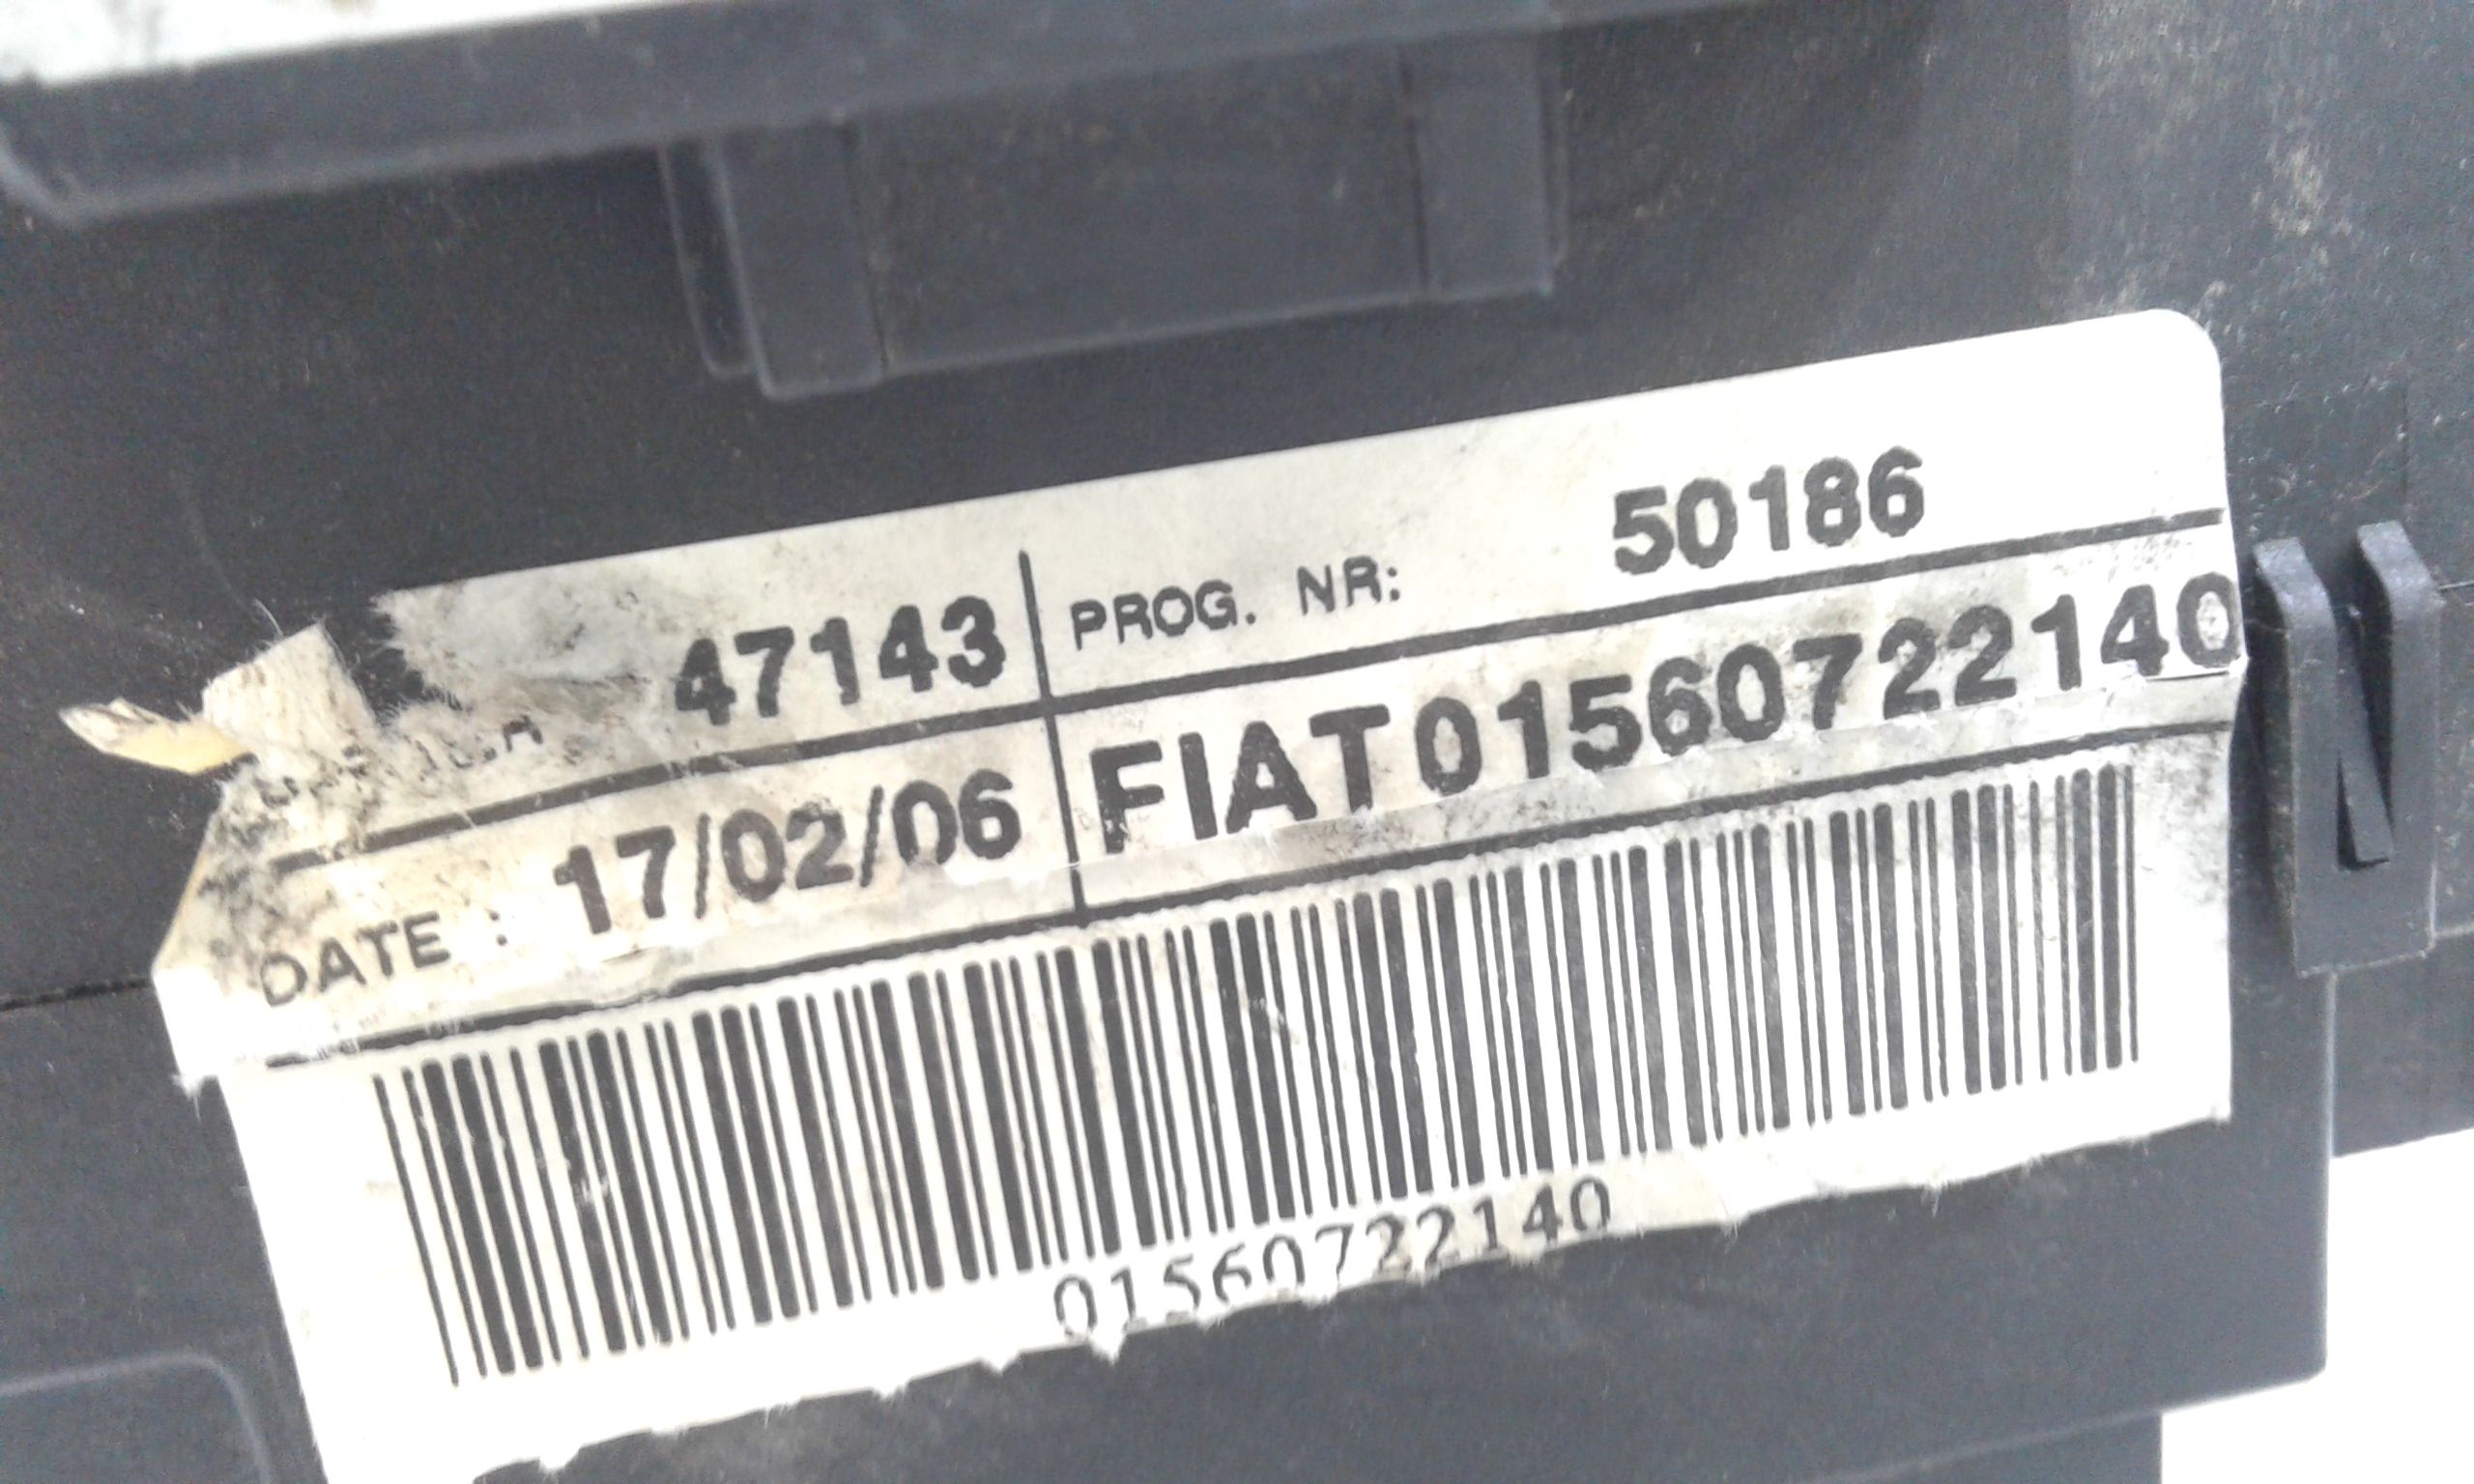 47143 PROG. NR: 50186
DATE : 17/02/06 FIAT01560722140
01560722140